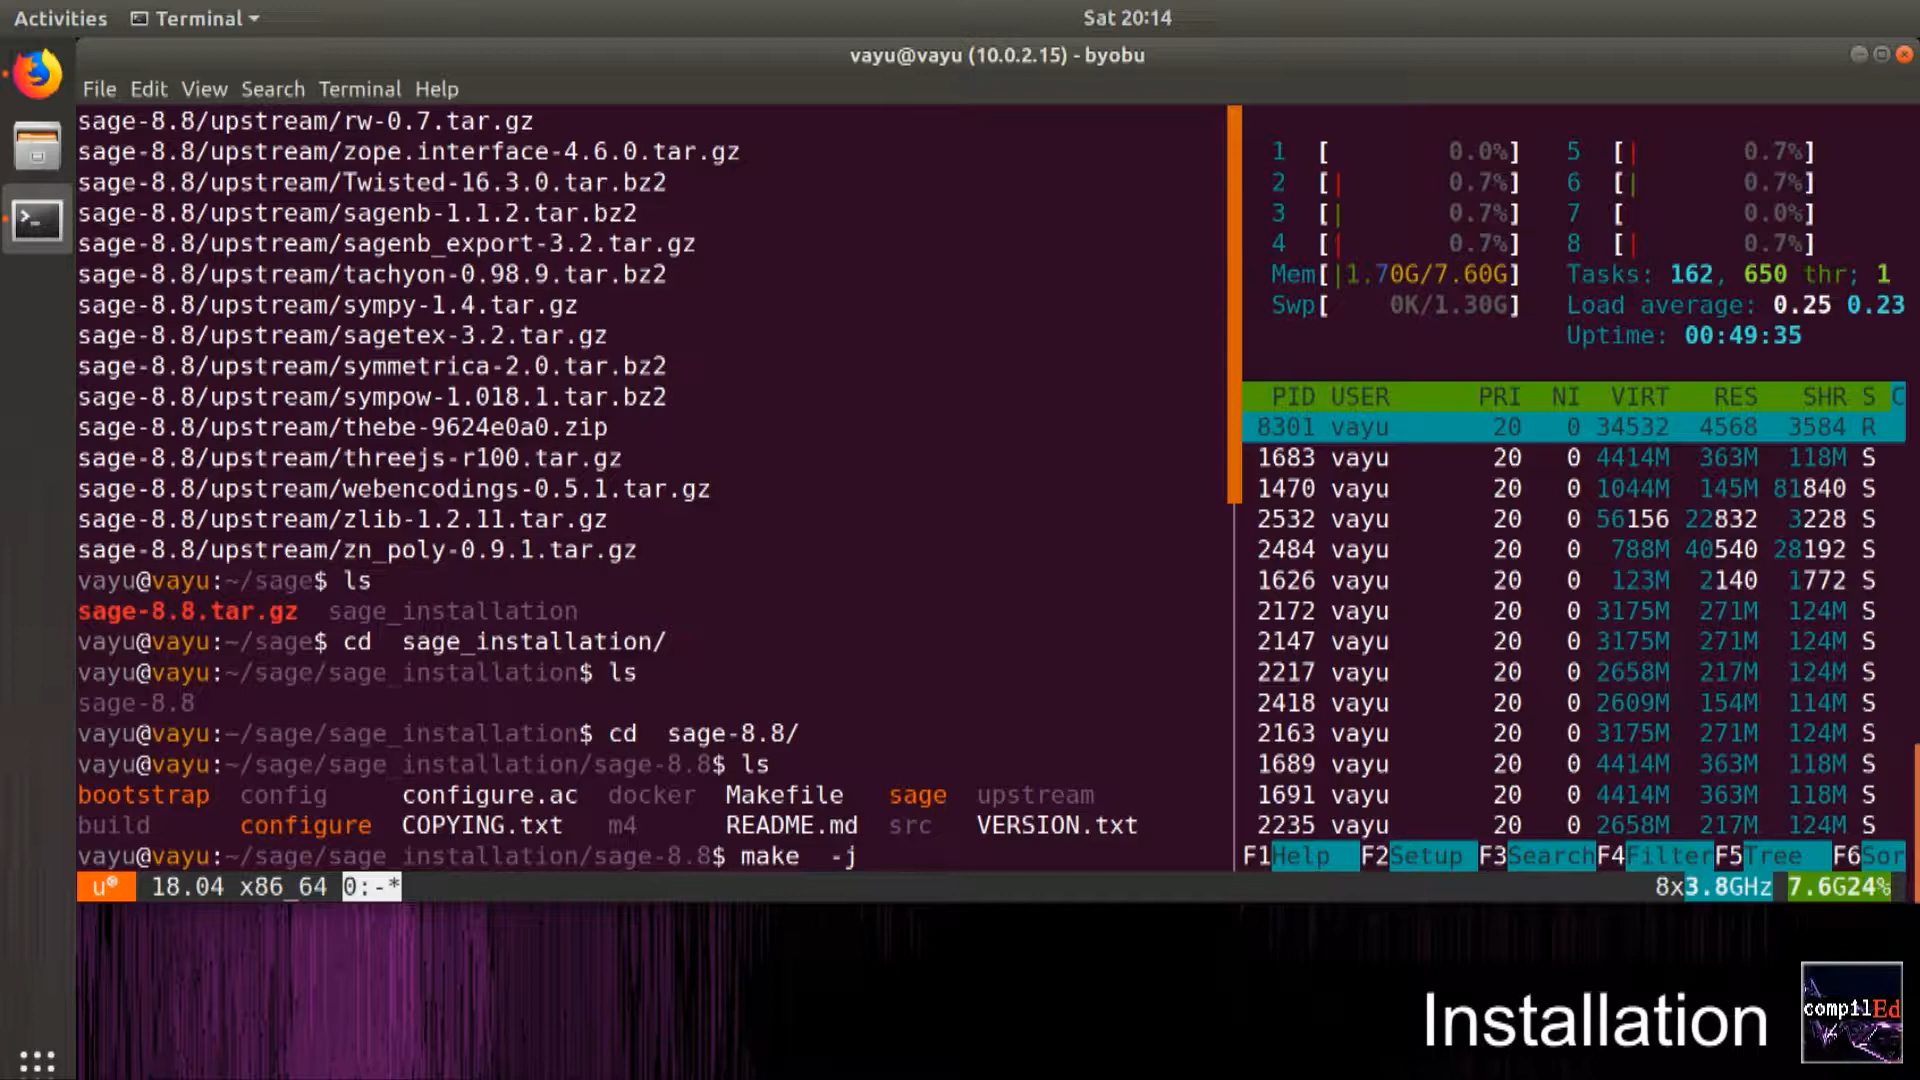 Activities Terminal Sat 20:14
vayu@vayu (10.0.2.15) - byobu
File Edit View Search Terminal Help
sage-8.8/upstream/rw-0.7.tar.gz
sage-8.8/upstream/zope.interface-4.6.0.tar.gz
sage-8.8/upstream/Twisted-16.3.0.tar.bz2
sage-8.8/upstream/sagenb-1.1.2.tar.bz2
sage-8.8/upstream/sagenb_export-3.2.tar.gz
sage-8.8/upstream/tachyon-0.98.9.tar.bz2
sage-8.8/upstream/sympy-1.4.tar.gz
sage-8.8/upstream/sagetex-3.2.tar.gz
sage-8.8/upstream/symmetrica-2.0.tar.bz2
sage-8.8/upstream/sympow-1.018.1.tar.bz2
sage-8.8/upstream/thebe-9624e0a0.zip
sage-8.8/upstream/threejs-r100.tar.gz
sage-8.8/upstream/webencodings-0.5.1.tar.gz
sage-8.8/upstream/zlib-1.2.11.tar.gz
sage-8.8/upstream/zn_poly-0.9.1.tar.gz
vayu@vayu:~/sage$ ls
sage-8.8.tar.gz sage_installation
vayu@vayu:~/sage$ cd sage_installation/
vayu@vayu:~/sage/sage_installation$ ls
sage-8.8
vayu@vayu:~/sage/sage_installation$ cd sage-8.8/
vayu@vayu:~/sage/sage_installation/sage-8.8$ ls
bootstrap config configure.ac docker Makefile sage upstream
build configure COPYING.txt m4 README.md src VERSION.txt
vayu@vayu:~/sage/sage_installation/sage-8.8$ make -j
1 [ 0.0%] 5 [| 0.7%]
2 [| 0.7%] 6 [| 0.7%]
3 [| 0.7%] 7 [ 0.0%]
4 [| 0.7%] 8 [| 0.7%]
Mem[|1.70G/7.60G] Tasks: 162, 650 thr; 1
Swp[ 0K/1.30G] Load average: 0.25 0.23
Uptime: 00:49:35
PID USER PRI NI VIRT RES SHR S C
8301 vayu 20 0 34532 4568 3584 R
1683 vayu 20 0 4414M 363M 118M S
1470 vayu 20 0 1044M 145M 81840 S
2532 vayu 20 0 56156 22832 3228 S
2484 vayu 20 0 788M 40540 28192 S
1626 vayu 20 0 123M 2140 1772 S
2172 vayu 20 0 3175M 271M 124M S
2147 vayu 20 0 3175M 271M 124M S
2217 vayu 20 0 2658M 217M 124M S
2418 vayu 20 0 2609M 154M 114M S
2163 vayu 20 0 3175M 271M 124M S
1689 vayu 20 0 4414M 363M 118M S
1691 vayu 20 0 4414M 363M 118M S
2235 vayu 20 0 2658M 217M 124M S
F1Help F2Setup F3SearchF4FilterF5Tree F6Sor
u 18.04 x86_64 0:-* 8x3.8GHz 7.6G24%
Installation
compilEd